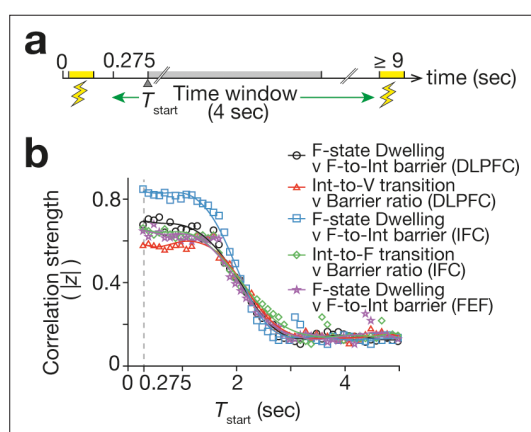 a
0 0.275 ≥ 9
time (sec)
Tstart
Time window
(4 sec)
b
F-state Dwelling
v F-to-Int barrier (DLPFC)
Int-to-V transition
v Barrier ratio (DLPFC)
F-state Dwelling
v F-to-Int barrier (IFC)
Int-to-F transition
v Barrier ratio (IFC)
F-state Dwelling
v F-to-Int barrier (FEF)
Correlation strength
( |z| )
0.8
0.4
0
0 0.275 2 4
Tstart (sec)